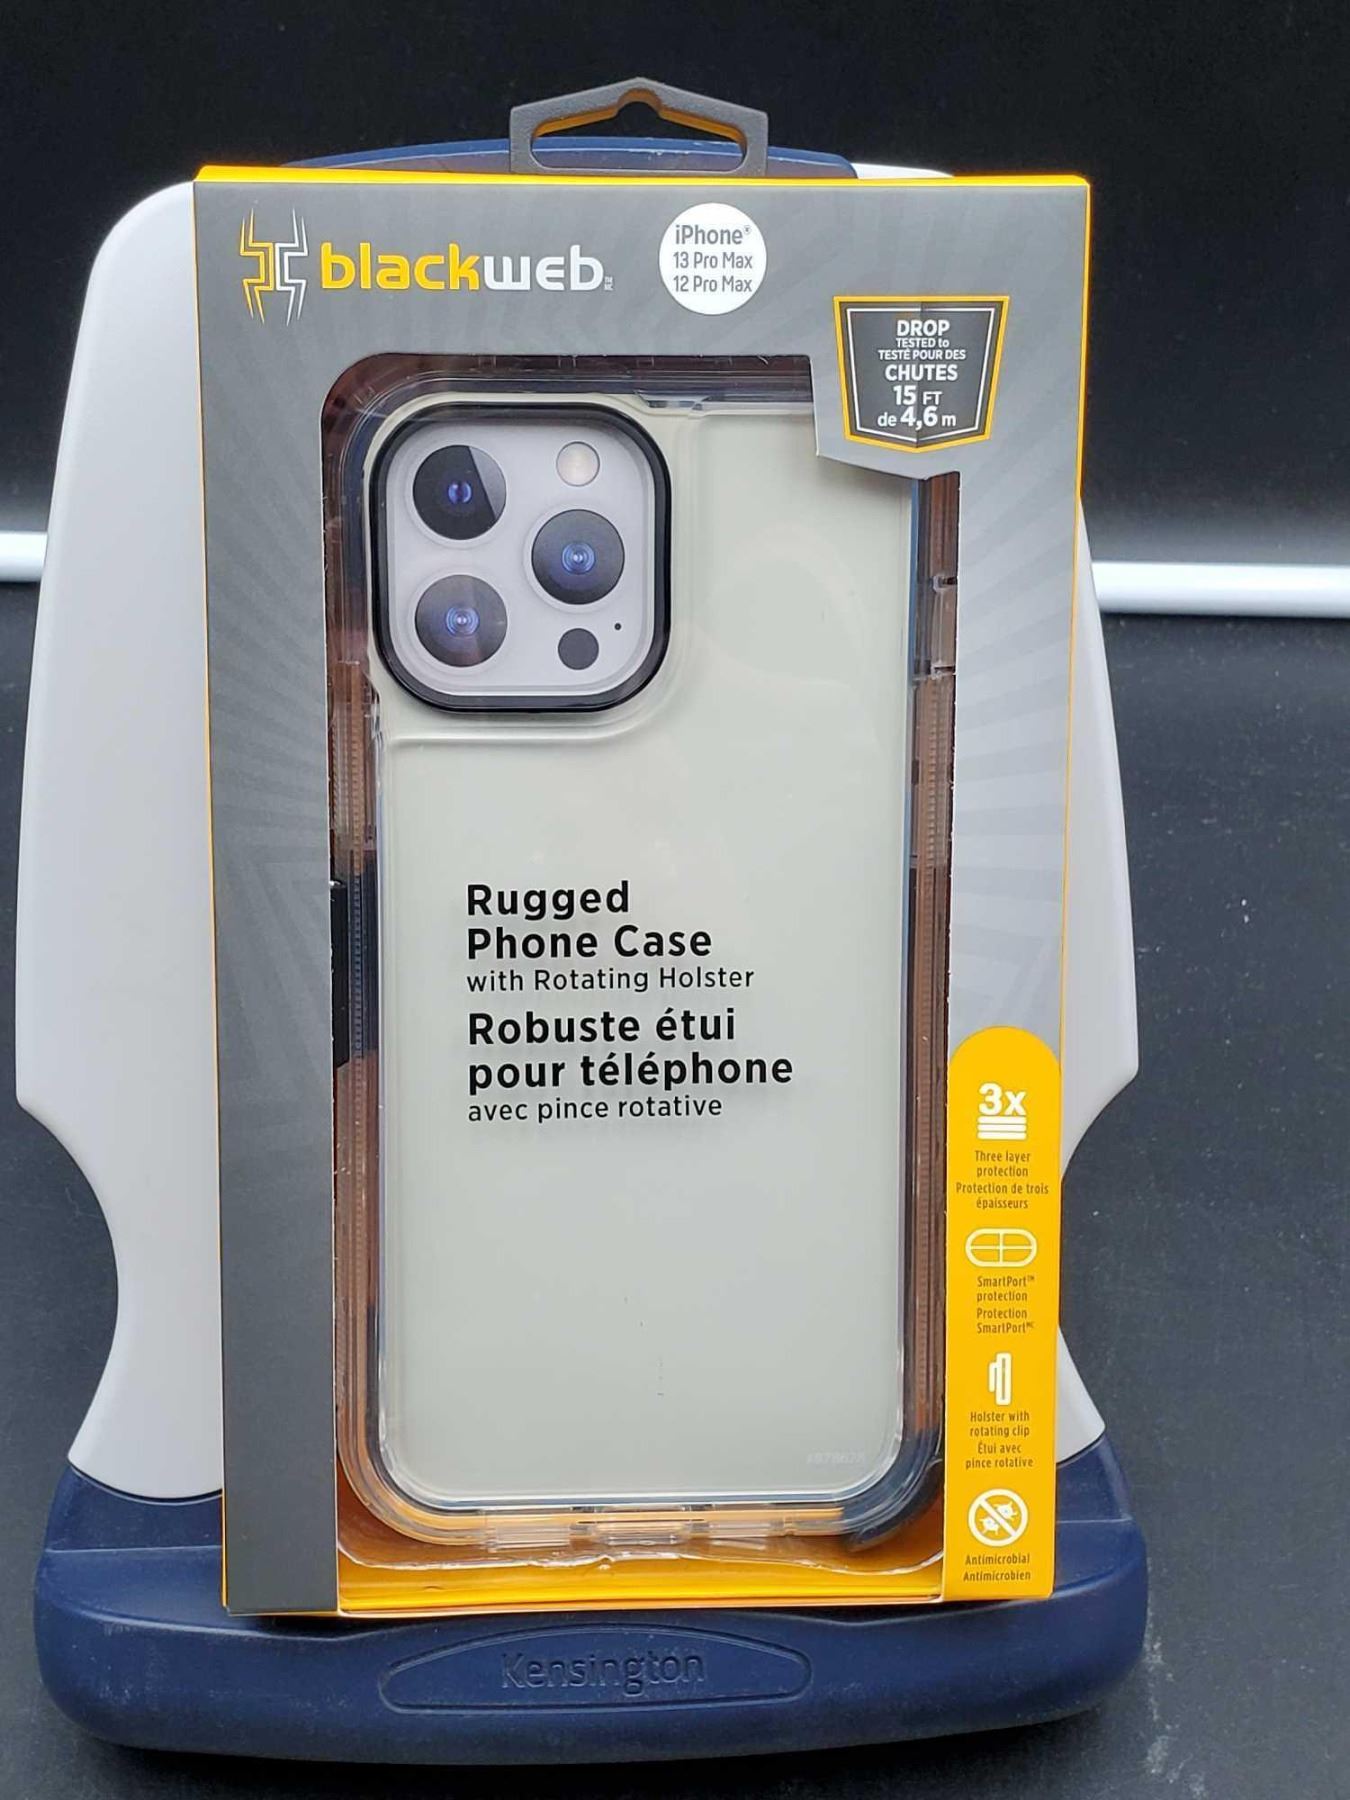 blackweb
iPhone®
13 Pro Max
12 Pro Max
DROP
TESTED to
TESTÉ POUR DES
CHUTES
15 FT
de 4,6 m
Rugged
Phone Case
with Rotating Holster
Robuste étui
pour téléphone
avec pince rotative
3x
Three layer
protection
Protection de trois
épaisseurs
SmartPort™
protection
Protection
SmartPortᴹᶜ
Holster with
rotating clip
Étui avec
pince rotative
Antimicrobial
Antimicrobien
Kensington